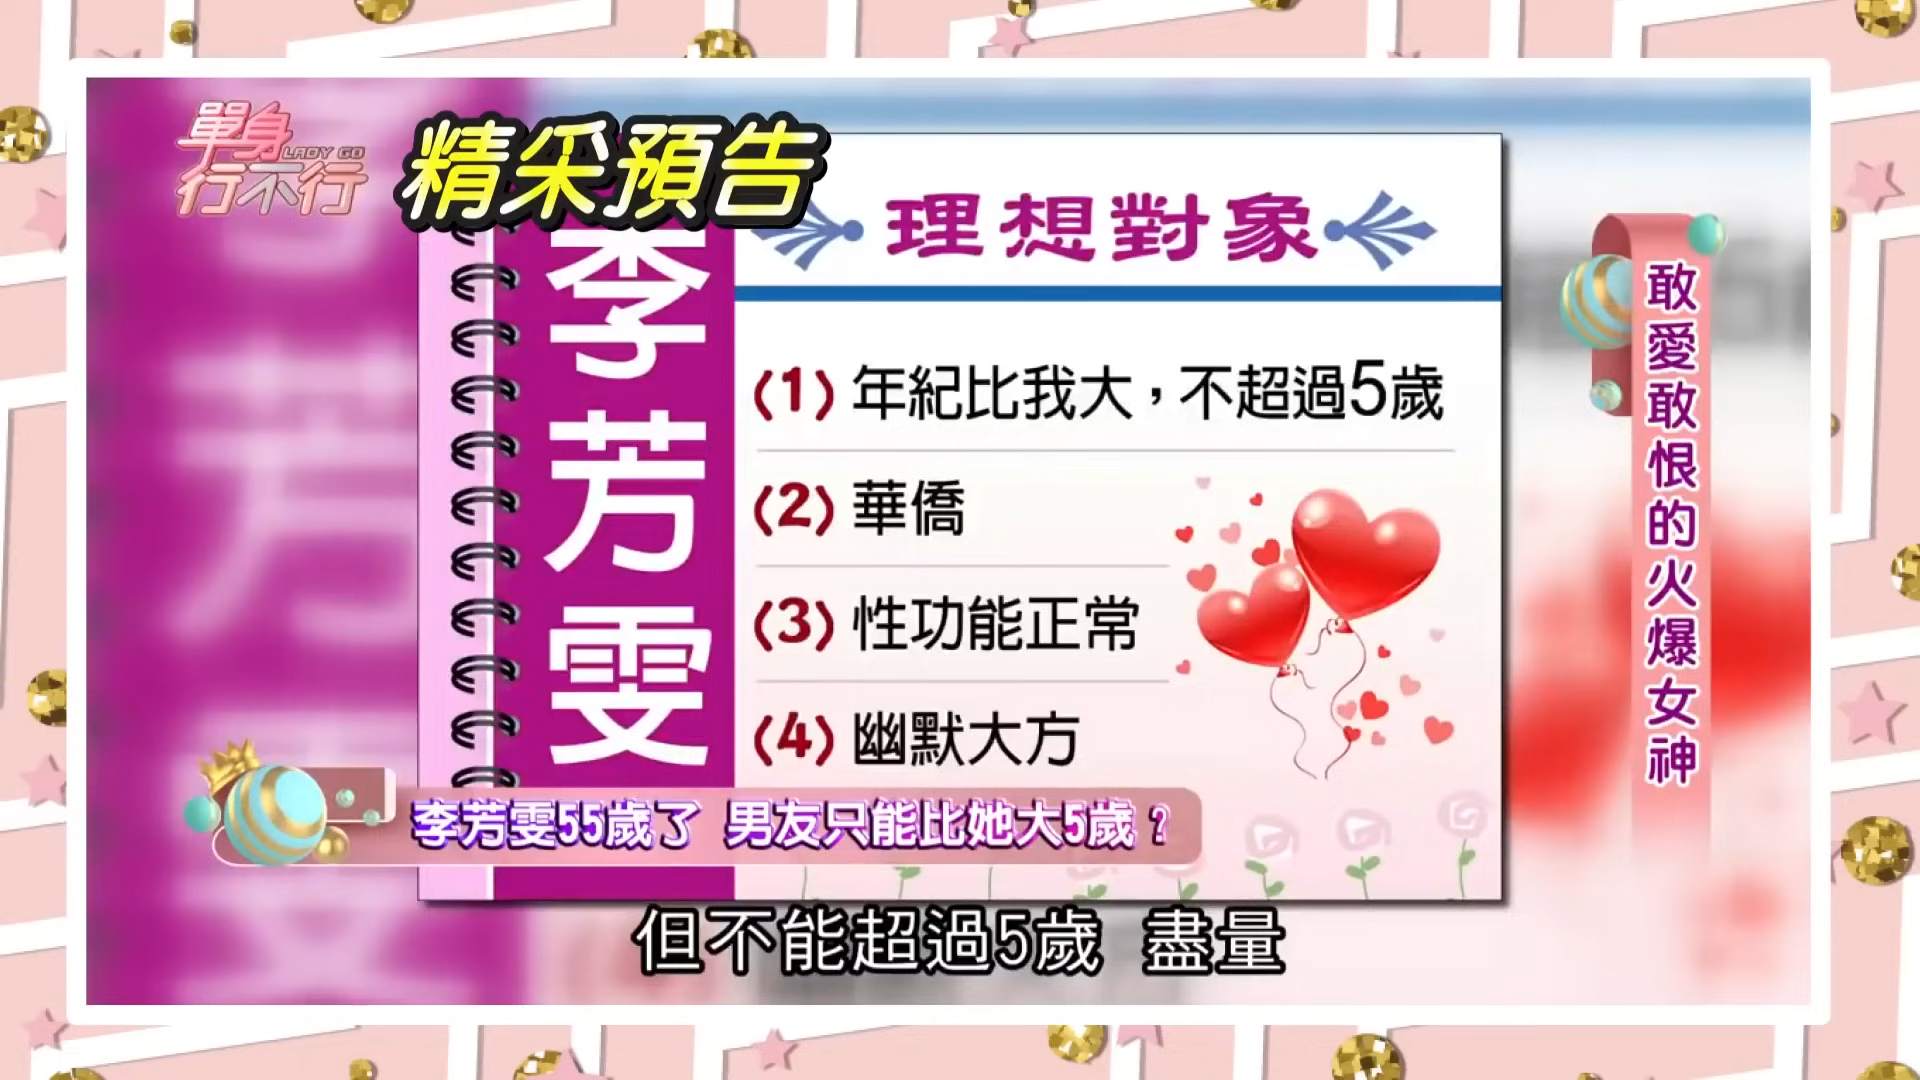 單身
LADY GO
行不行
精采預告
李芳雯
理想對象
(1) 年紀比我大，不超過5歲
(2) 華僑
(3) 性功能正常
(4) 幽默大方
敢愛敢恨的火爆女神
李芳雯55歲了 男友只能比她大5歲？
但不能超過5歲 盡量